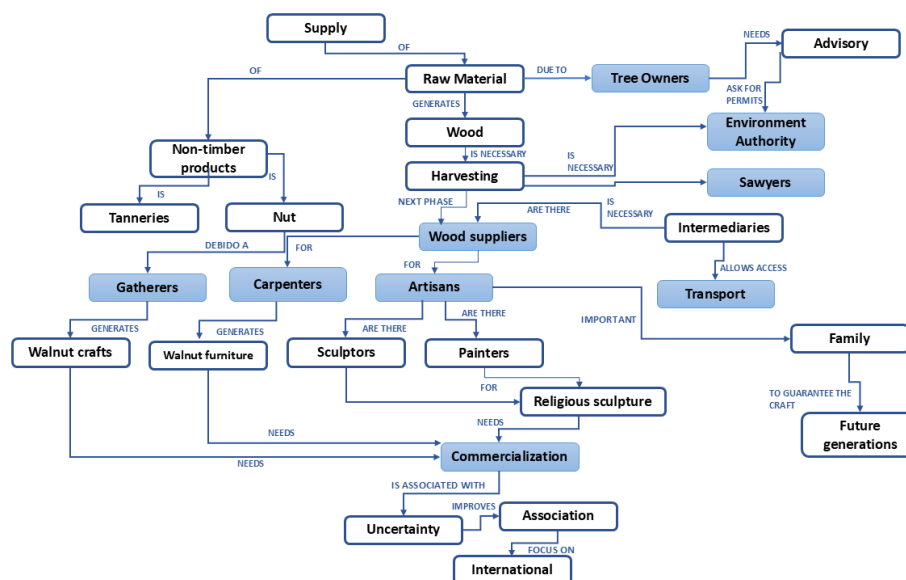 Supply
OF
NEEDS
Advisory
OF
Raw Material
DUE TO
Tree Owners
GENERATES
ASK FOR
PERMITS
Wood
Environment
Authority
Non-timber
products
IS NECESSARY
IS
NECESSARY
IS
Harvesting
Sawyers
IS
NEXT PHASE
Tanneries
Nut
ARE THERE
IS
NECESSARY
Intermediaries
Wood suppliers
DEBIDO A
FOR
FOR
ALLOWS ACCESS
Gatherers
Carpenters
Artisans
Transport
GENERATES
GENERATES
ARE THERE
ARE THERE
IMPORTANT
Walnut crafts
Walnut furniture
Sculptors
Painters
Family
FOR
TO GUARANTEE THE
CRAFT
Religious sculpture
NEEDS
NEEDS
Future
generations
Commercialization
NEEDS
IS ASSOCIATED WITH
IMPROVES
Association
Uncertainty
FOCUS ON
International